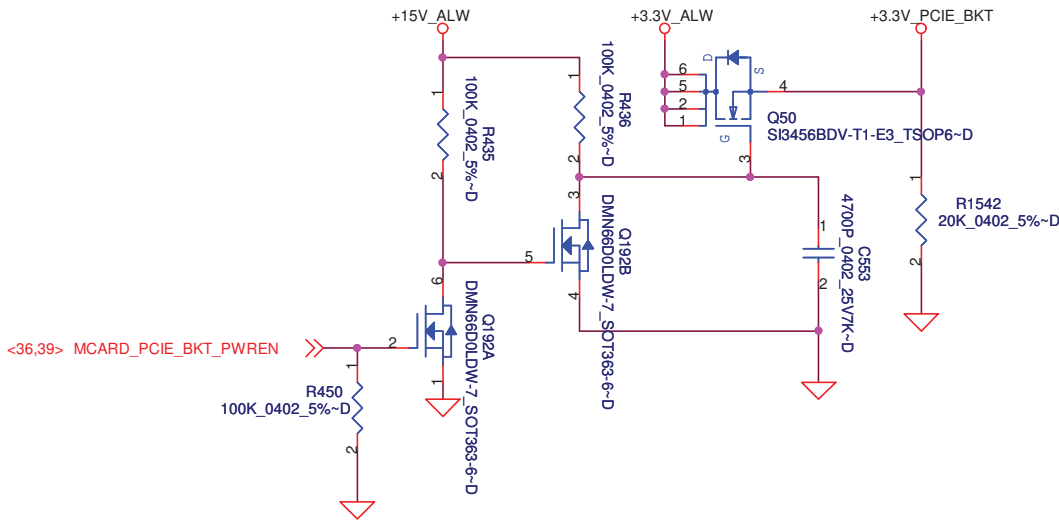 +15V_ALW
+3.3V_ALW
+3.3V_PCIE_BKT
1
R435
100K_0402_5%~D
2
1
R436
100K_0402_5%~D
2
D
S
G
6
5
2
1
4
3
Q50
SI3456BDV-T1-E3_TSOP6~D
1
R1542
20K_0402_5%~D
2
3
Q192B
DMN66D0LDW-7_SOT363-6~D
5
4
1
C553
4700P_0402_25V7K~D
2
6
Q192A
DMN66D0LDW-7_SOT363-6~D
2
1
<36,39> MCARD_PCIE_BKT_PWREN
1
R450
100K_0402_5%~D
2